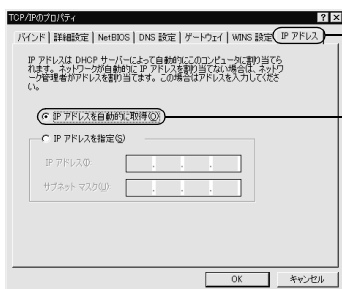 TCP/IPのプロパティ
バインド 詳細設定 NetBIOS DNS 設定 ゲートウェイ WINS 設定 IP アドレス
IP アドレスは DHCP サーバーによって自動的にこのコンピュータに割り当てら
れます。ネットワークが自動的に IP アドレスを割り当てない場合は、ネットワ
ーク管理者がアドレスを割り当てます。この場合はアドレスを入力してくださ
い。
IP アドレスを自動的に取得(O)
IP アドレスを指定(S)
IP アドレス(I)
サブネット マスク(U)
OK キャンセル